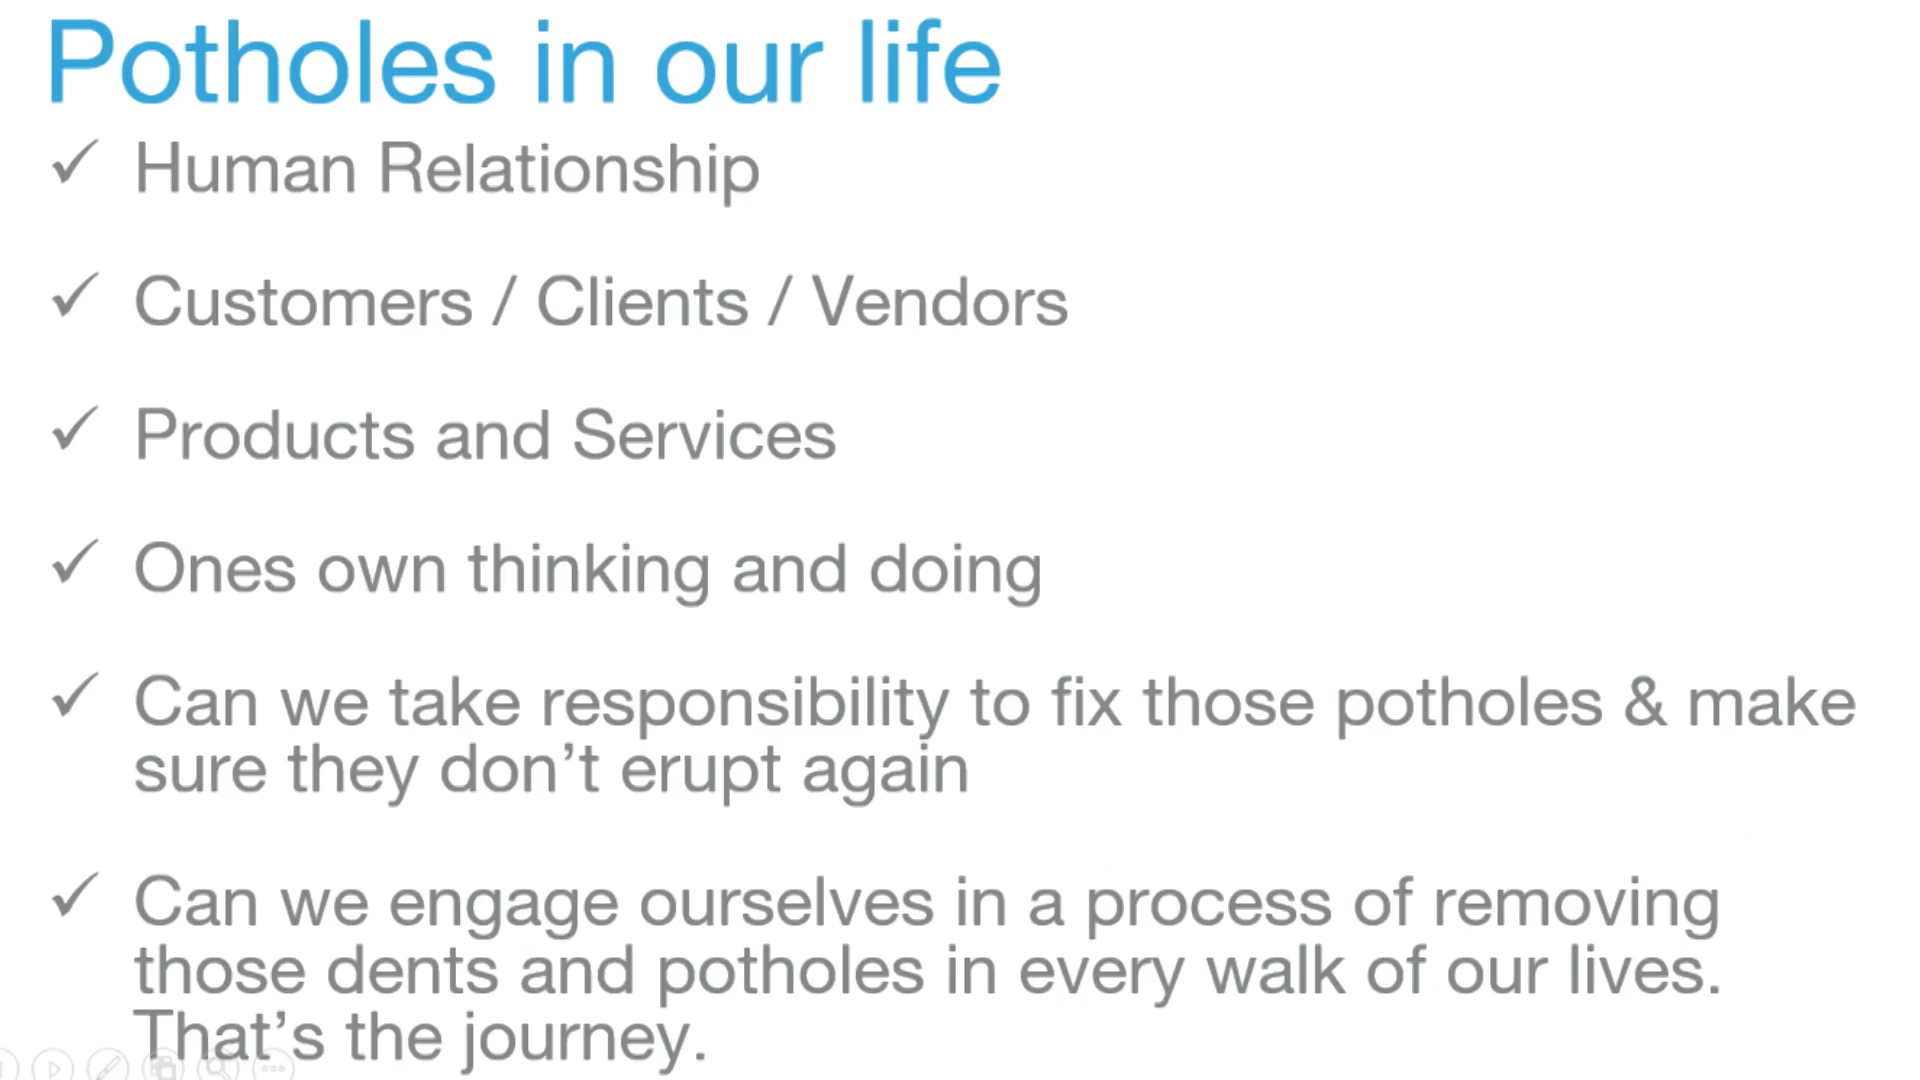 Potholes in our life
✓ Human Relationship
✓ Customers / Clients / Vendors
✓ Products and Services
✓ Ones own thinking and doing
✓ Can we take responsibility to fix those potholes & make
sure they don’t erupt again
✓ Can we engage ourselves in a process of removing
those dents and potholes in every walk of our lives.
That’s the journey.